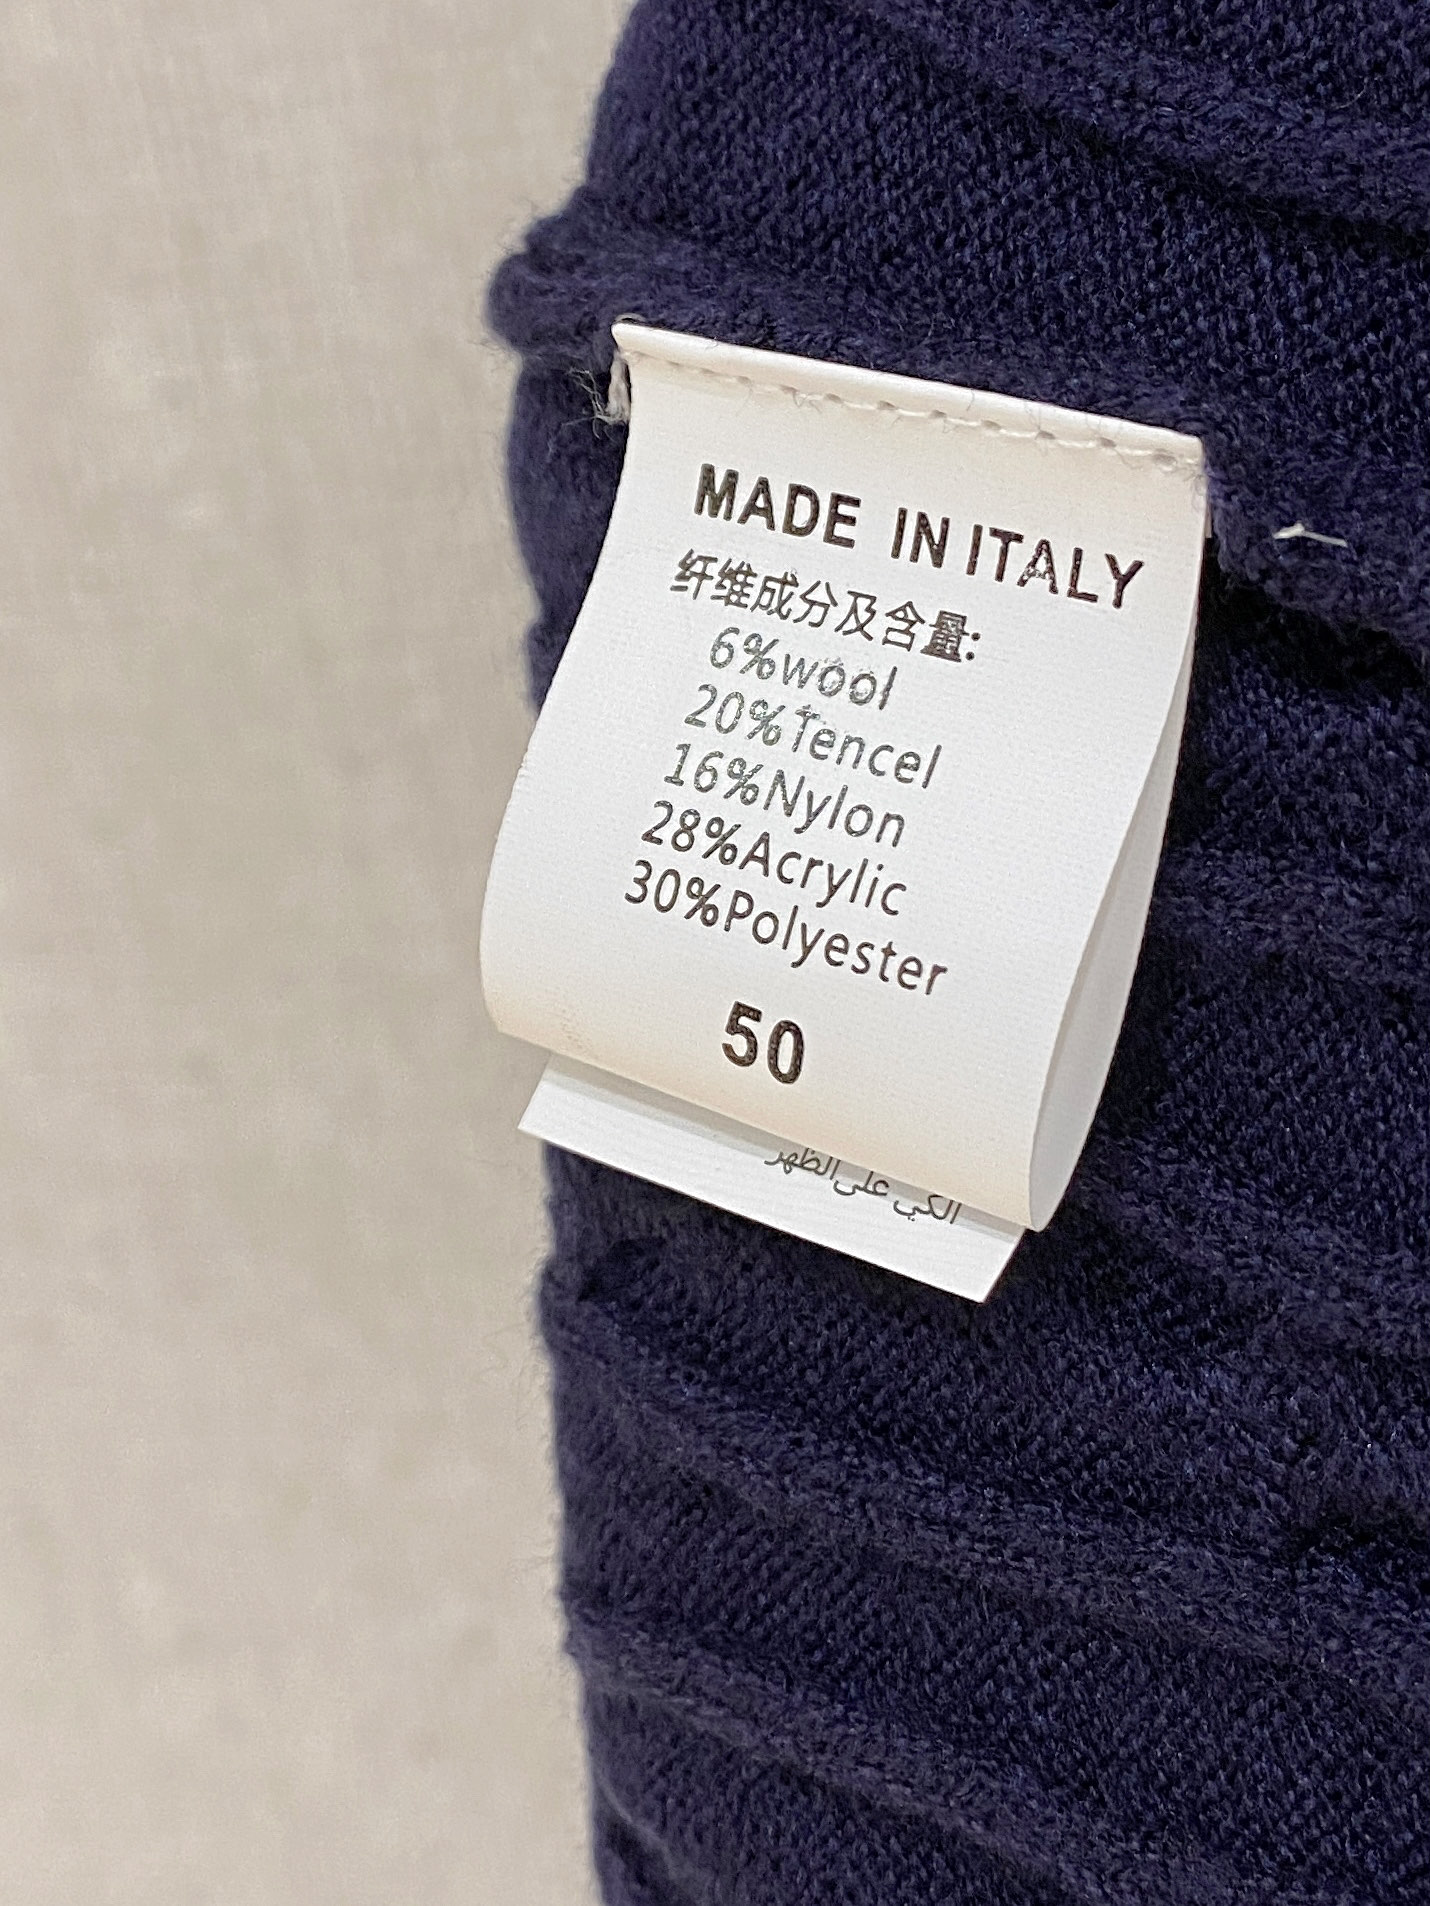 MADE IN ITALY
纤维成分及含量:
6%wool
20%Tencel
16%Nylon
28%Acrylic
30%Polyester
50
الكي على الظهر